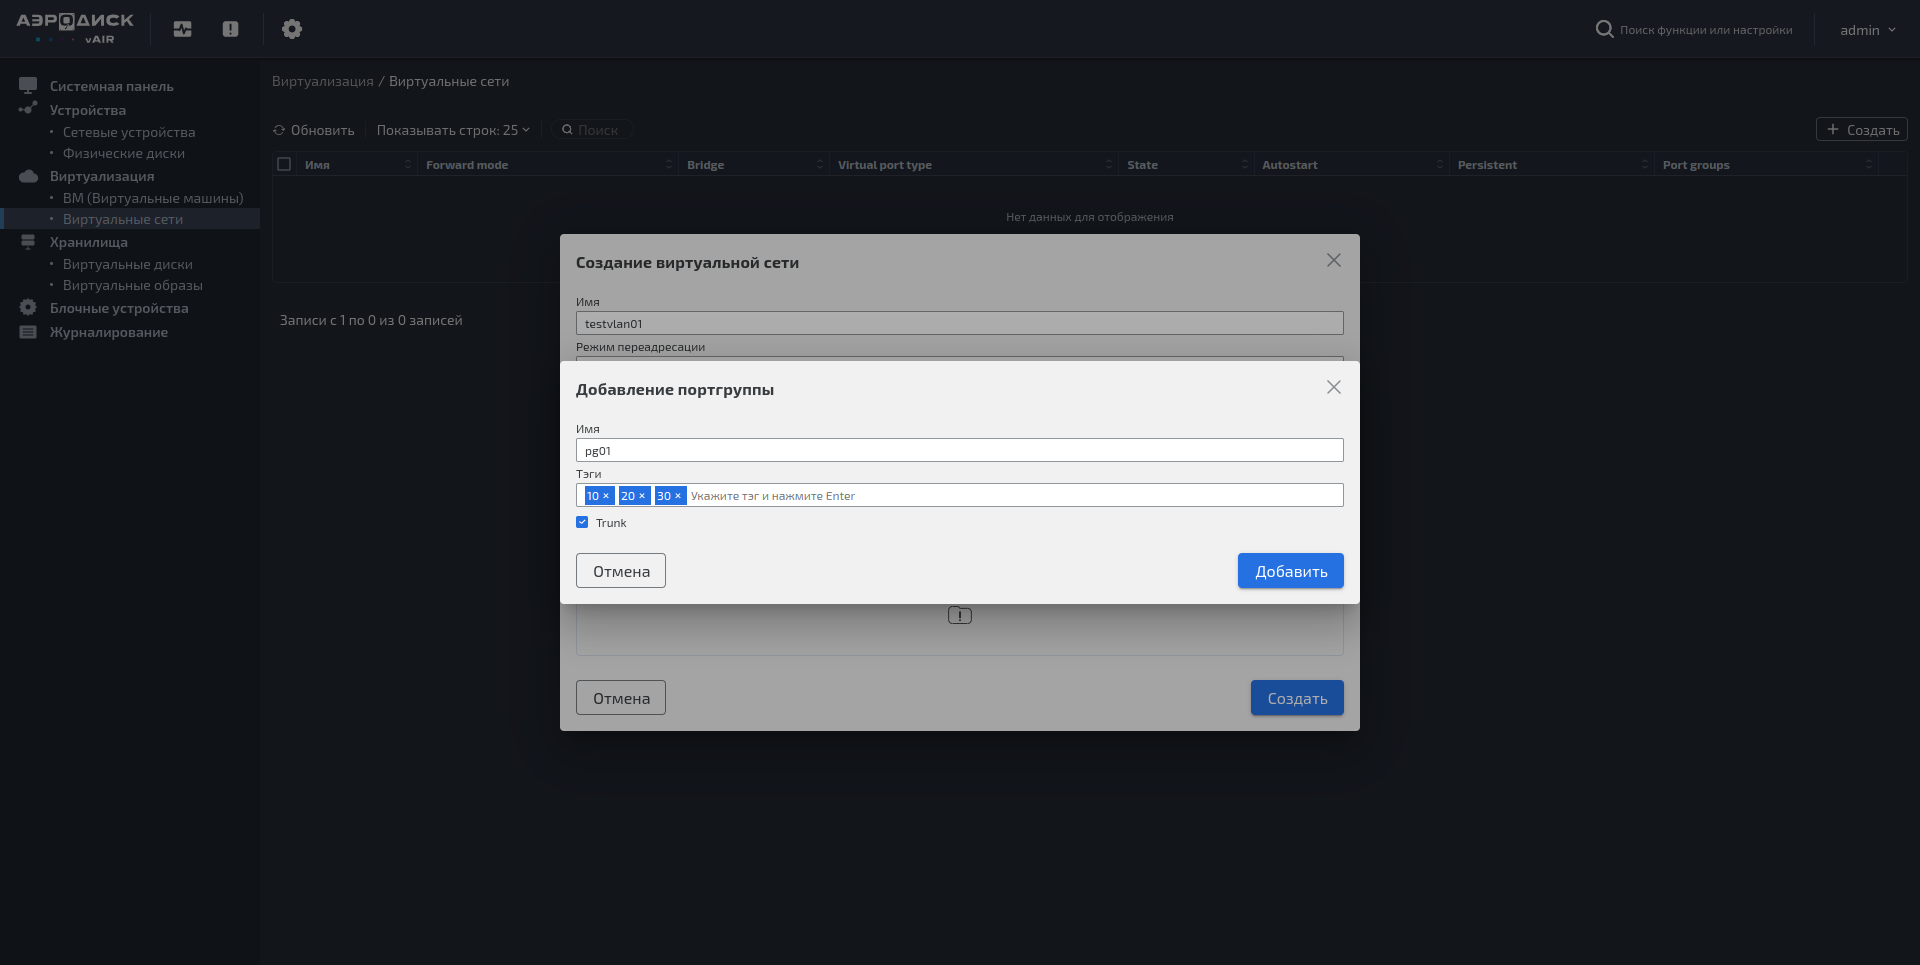 АЭРОДИСК
vAIR
Поиск функции или настройки
admin
Системная панель
Устройства
Сетевые устройства
Физические диски
Виртуализация
ВМ (Виртуальные машины)
Виртуальные сети
Хранилища
Виртуальные диски
Виртуальные образы
Блочные устройства
Журналирование
Виртуализация / Виртуальные сети
Обновить Показывать строк: 25 Поиск
+ Создать
Имя Forward mode Bridge Virtual port type State Autostart Persistent Port groups
Нет данных для отображения
Записи с 1 по 0 из 0 записей
Создание виртуальной сети
Имя
testvlan01
Режим переадресации
Добавление портгруппы
Имя
pg01
Тэги
10 × 20 × 30 × Укажите тэг и нажмите Enter
Trunk
Отмена Добавить
Отмена Создать